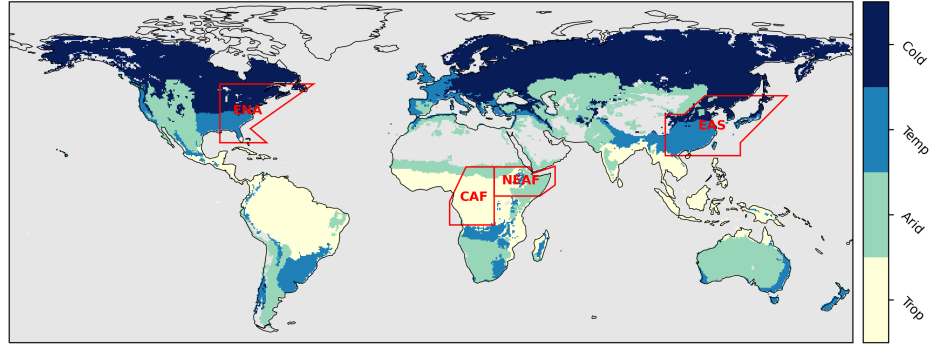 ENA
EAS
NEAF
CAF
Cold
Temp
Arid
Trop